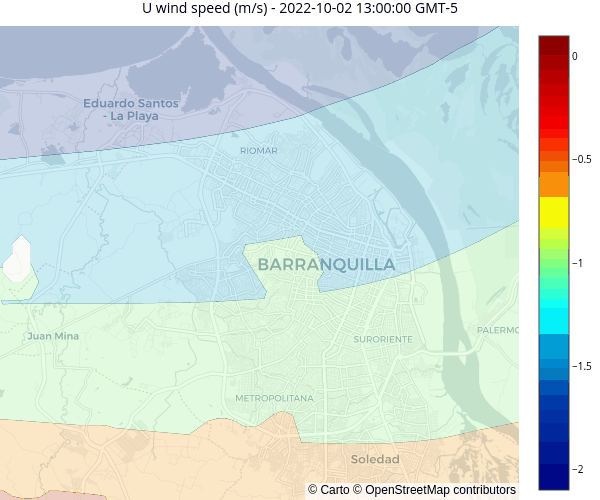 U wind speed (m/s) - 2022-10-02 13:00:00 GMT-5
0
Eduardo Santos
- La Playa
RIOMAR
−0.5
BARRANQUILLA
−1
Juan Mina
SURORIENTE
PALERMO
−1.5
METROPOLITANA
Soledad
−2
© Carto © OpenStreetMap contributors